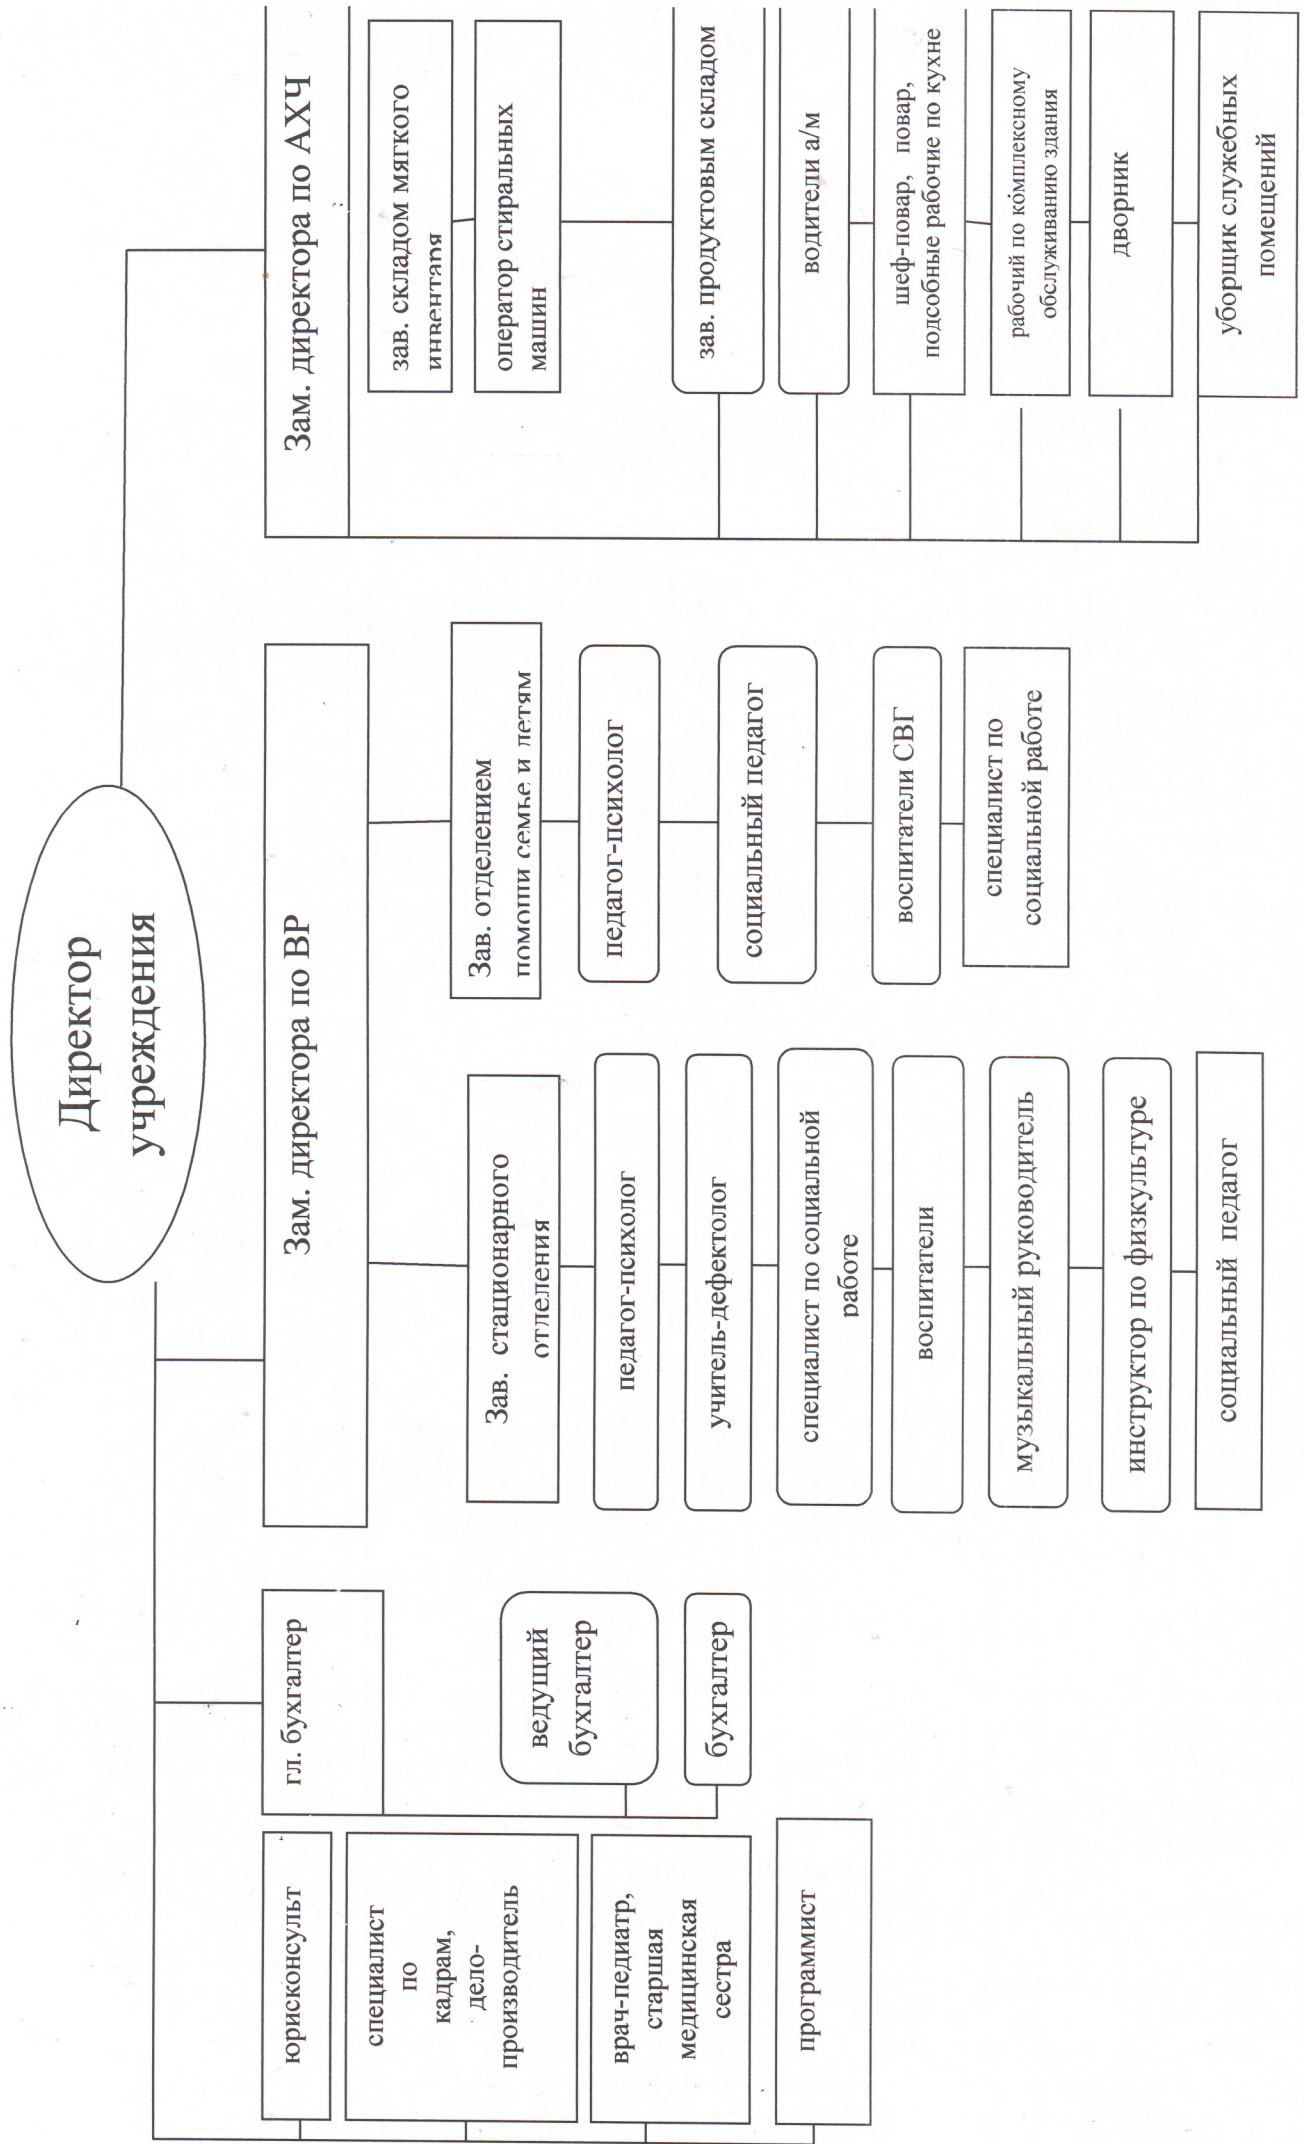 Директор
учреждения
юрисконсульт
специалист
по
кадрам,
дело-
производитель
врач-педиатр,
старшая
медицинская
сестра
программист
гл. бухгалтер
ведущий
бухгалтер
бухгалтер
Зам. директора по ВР
Зав. стационарного
отделения
педагог-психолог
учитель-дефектолог
специалист по социальной
работе
воспитатели
музыкальный руководитель
инструктор по физкультуре
социальный педагог
Зав. отделением
помощи семье и детям
педагог-психолог
социальный педагог
воспитатели СВГ
специалист по
социальной работе
Зам. директора по АХЧ
зав. складом мягкого
инвентаря
оператор стиральных
машин
зав. продуктовым складом
водители а/м
шеф-повар, повар,
подсобные рабочие по кухне
рабочий по комплексному
обслуживанию здания
дворник
уборщик служебных
помещений